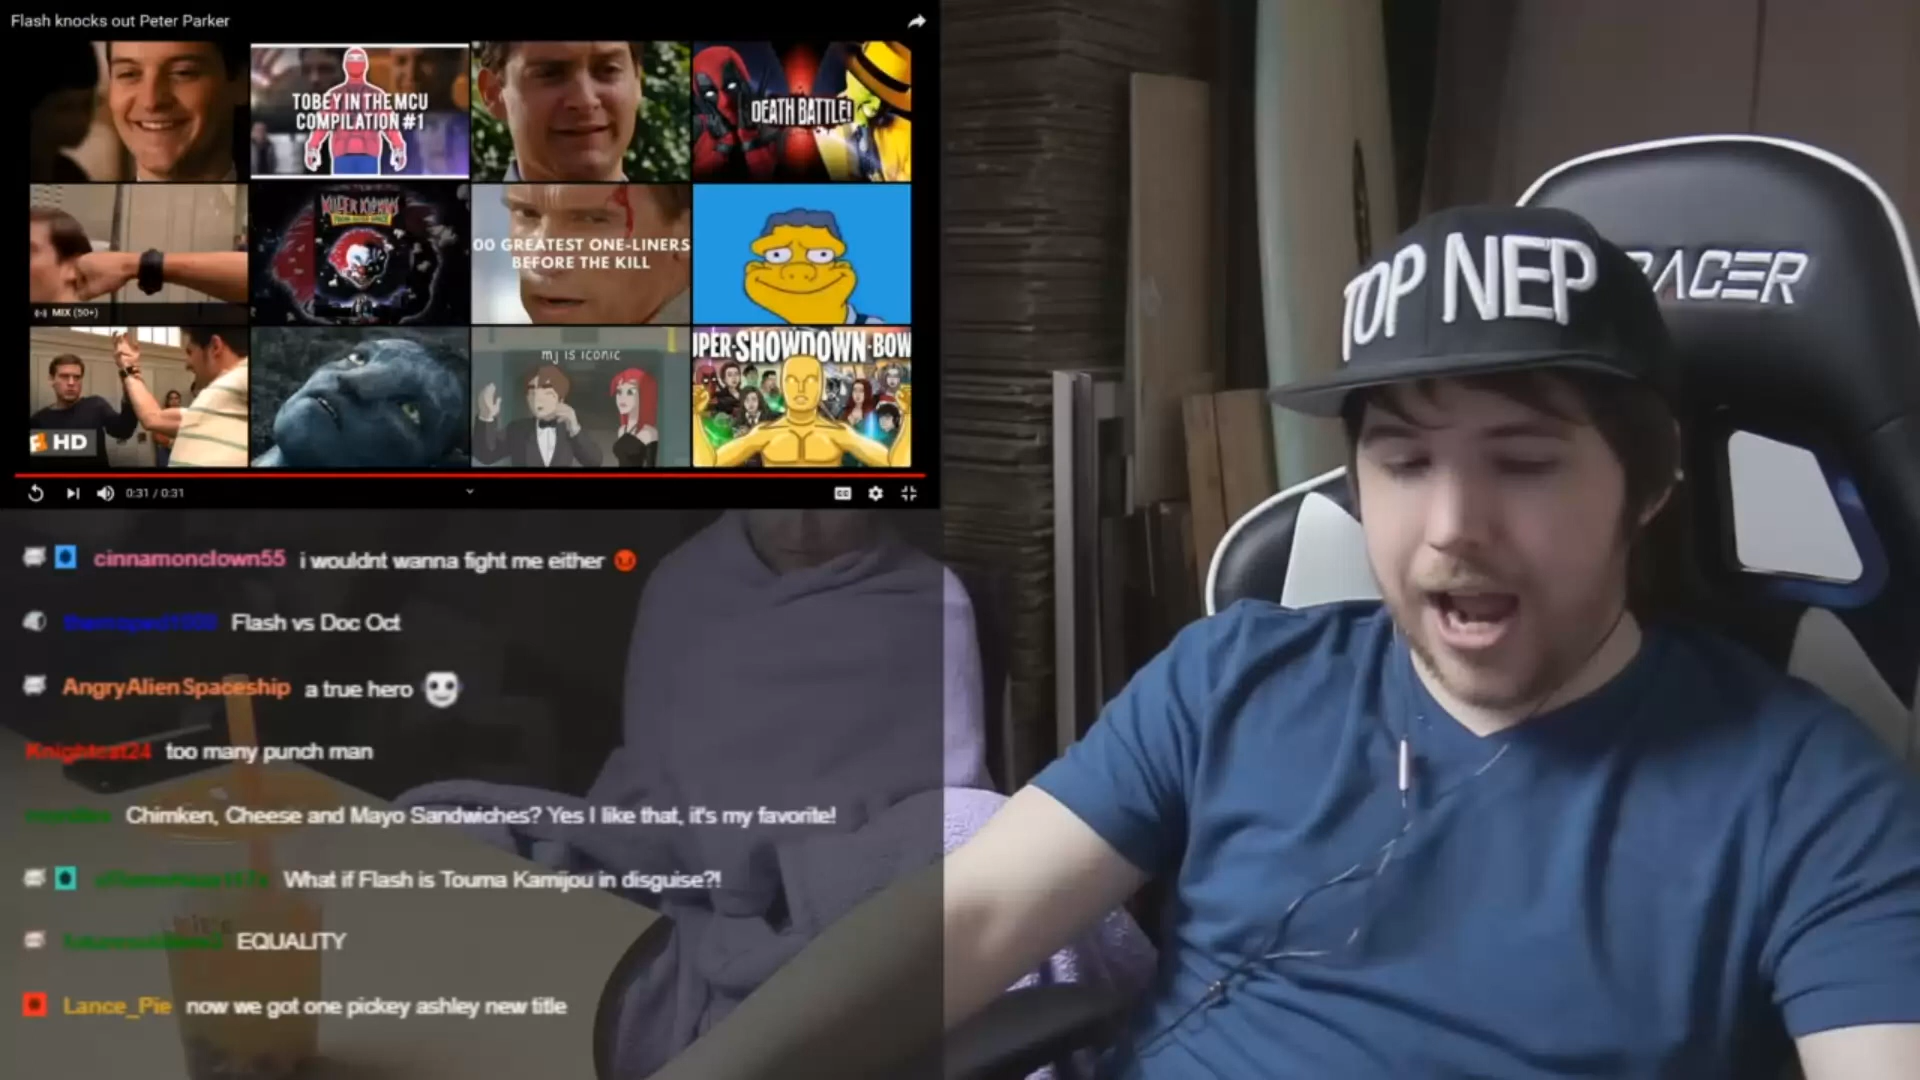 Flash knocks out Peter Parker
TOBEY IN THE MCU
COMPILATION #1
DEATH BATTLE!
00 GREATEST ONE-LINERS
BEFORE THE KILL
MIX (50+)
HD
mj is iconic
UPER-SHOWDOWN-BOW
0:31 / 0:31
CC
cinnamonclown55 i wouldnt wanna fight me either
Flash vs Doc Oct
AngryAlienSpaceship a true hero
Knightcat24 too many punch man
Chimken, Cheese and Mayo Sandwiches? Yes I like that, it's my favorite!
What if Flash is Touma Kamijou in disguise?!
EQUALITY
Lance_Pie now we got one pickey ashley new title
TOP NEP
RACER